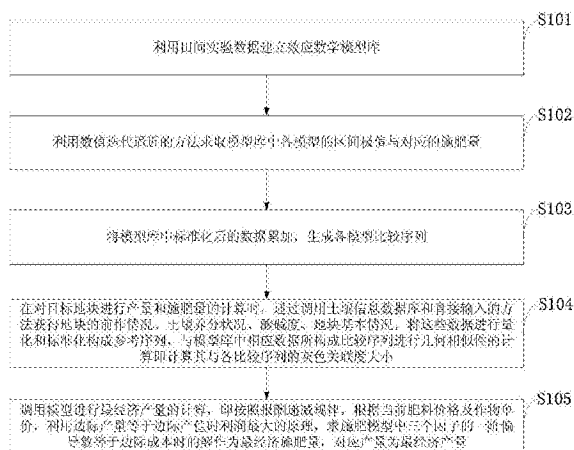 S101
利用田间实验数据建立效应数学模型库
S102
利用数值迭代逼近的方法求取模型库中各模型的区间极值与对应的施肥量
S103
将模型库中标准化后的数据累加，生成各模型比较序列
S104
在对目标地块进行产量和施肥量的计算时，通过调用土壤信息数据库和直接输入的方
法获得地块的前作情况、土壤养分状况、酸碱度、地块基本情况，将这些数据进行量
化和标准化构成参考序列，与模型库中相应数据所构成比较序列进行几何相似性的计
算即计算其与各比较序列的灰色关联度大小
S105
调用模型进行最经济产量的计算，即按照报酬递减规律，根据当前肥料价格及作物单
价，利用边际产量等于边际产值时利润最大的原理，求施肥模型中三个因子的一阶偏
导数等于边际成本时的解作为最经济施肥量，对应产量为最经济产量